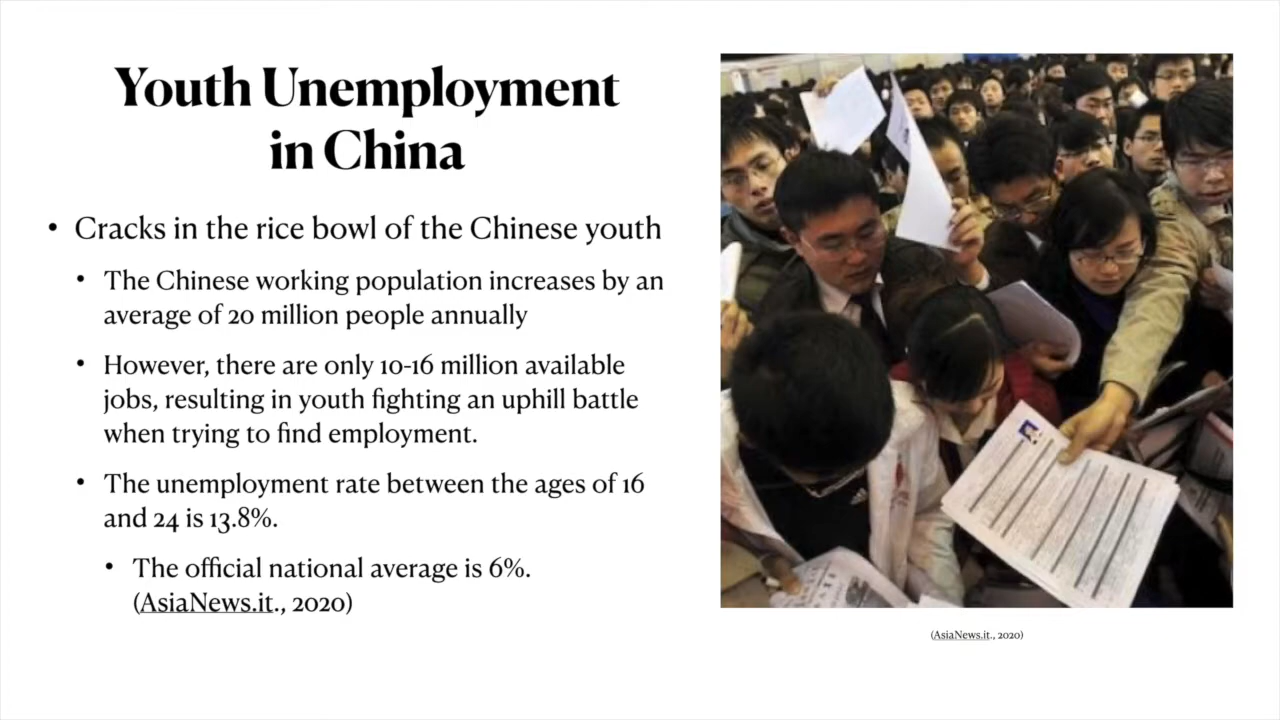 Youth Unemployment
in China
• Cracks in the rice bowl of the Chinese youth
• The Chinese working population increases by an
average of 20 million people annually
• However, there are only 10-16 million available
jobs, resulting in youth fighting an uphill battle
when trying to find employment.
• The unemployment rate between the ages of 16
and 24 is 13.8%.
• The official national average is 6%.
(AsiaNews.it., 2020)
(AsiaNews.it., 2020)